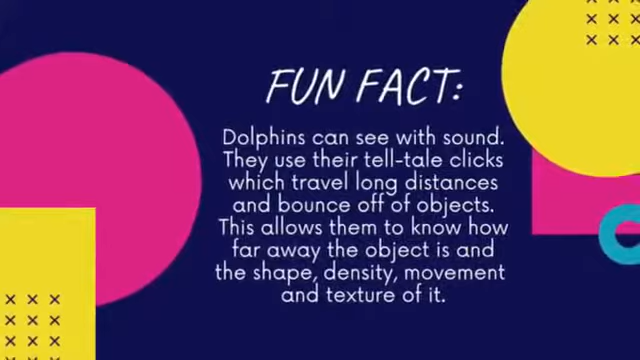 FUN FACT:
Dolphins can see with sound.
They use their tell-tale clicks
which travel long distances
and bounce off of objects.
This allows them to know how
far away the object is and
the shape, density, movement
and texture of it.